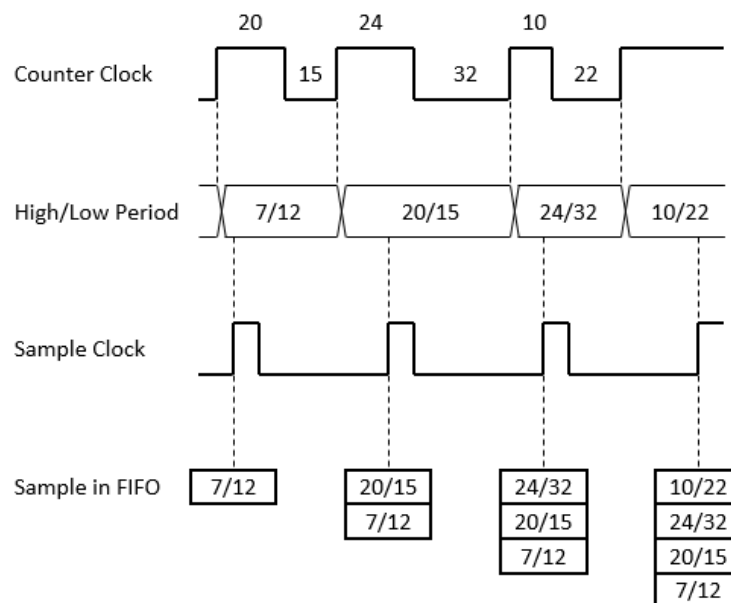 20 24 10
Counter Clock 15 32 22
High/Low Period 7/12 20/15 24/32 10/22
Sample Clock
Sample in FIFO 7/12 20/15 24/32 10/22
7/12 20/15 24/32
7/12 20/15
7/12